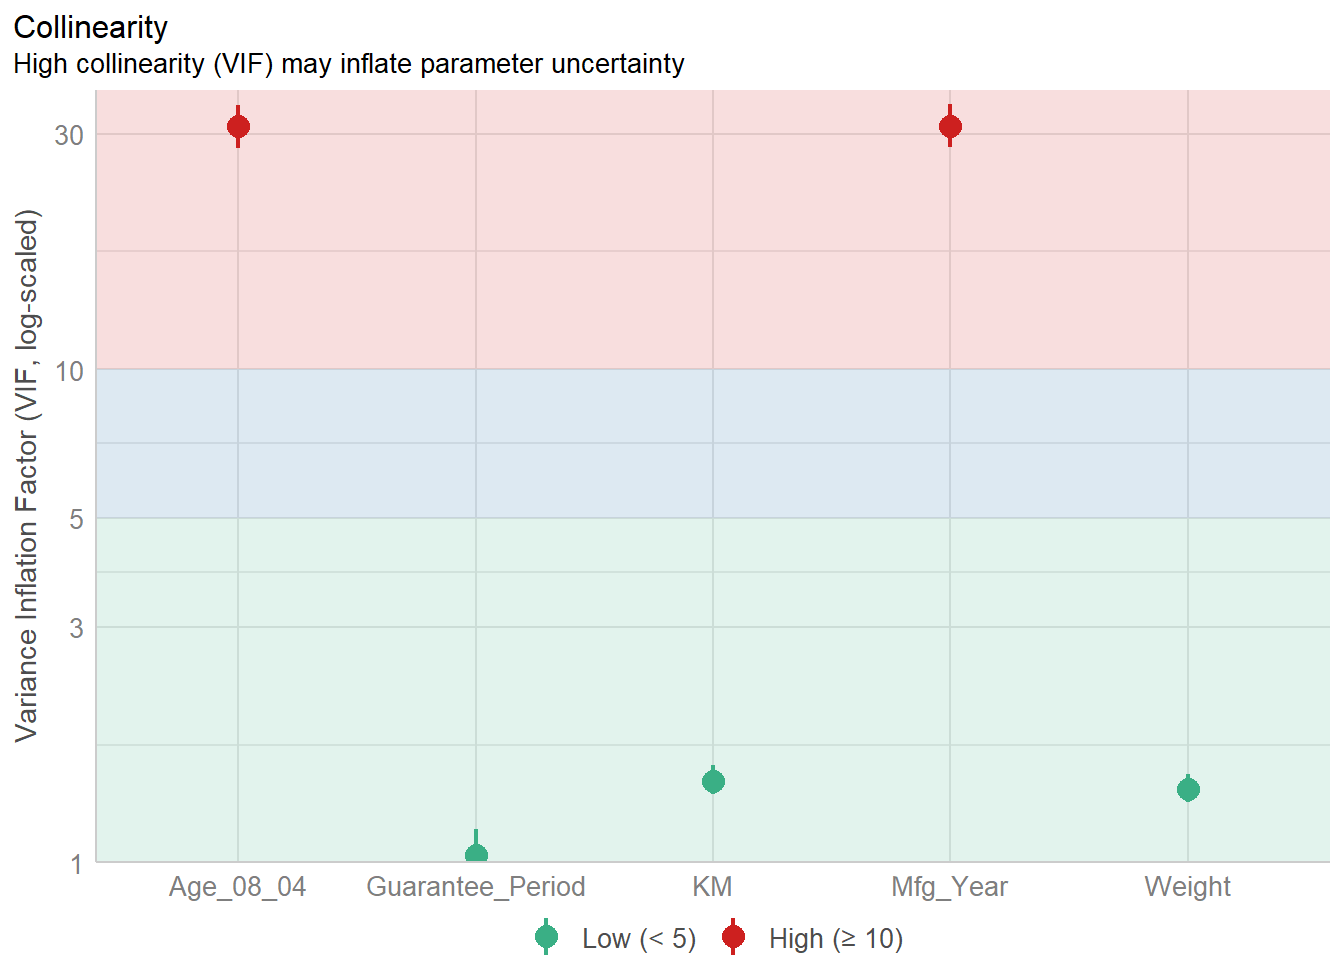 Collinearity
High collinearity (VIF) may inflate parameter uncertainty
Variance Inflation Factor (VIF, log-scaled)
30
10
5
3
1
Age_08_04
Guarantee_Period
KM
Mfg_Year
Weight
Low (< 5)
High (≥ 10)